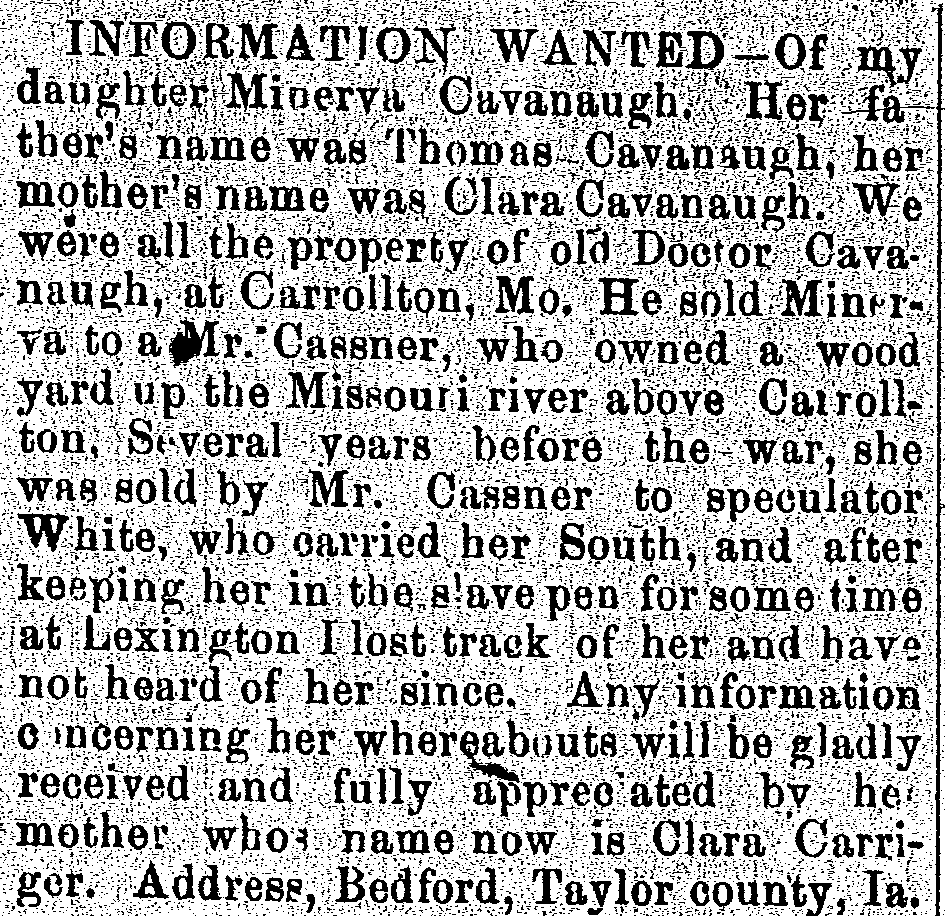 INFORMATION WANTED—Of my
daughter Minerva Cavanaugh. Her fa
ther's name was Thomas Cavanaugh, her
mother's name was Clara Cavanaugh. We
were all the property of old Doctor Cava-
naugh, at Carrollton, Mo. He sold Miner-
va to a Mr. Cassner, who owned a wood
yard up the Missouri river above Carroll-
ton. Several years before the war, she
was sold by Mr. Cassner to speculator
White, who carried her South, and after
keeping her in the slave pen for some time
at Lexington I lost track of her and have
not heard of her since. Any information
concerning her whereabouts will be gladly
received and fully appreciated by her
mother whos name now is Clara Carri-
ger. Address, Bedford, Taylor county, Ia.